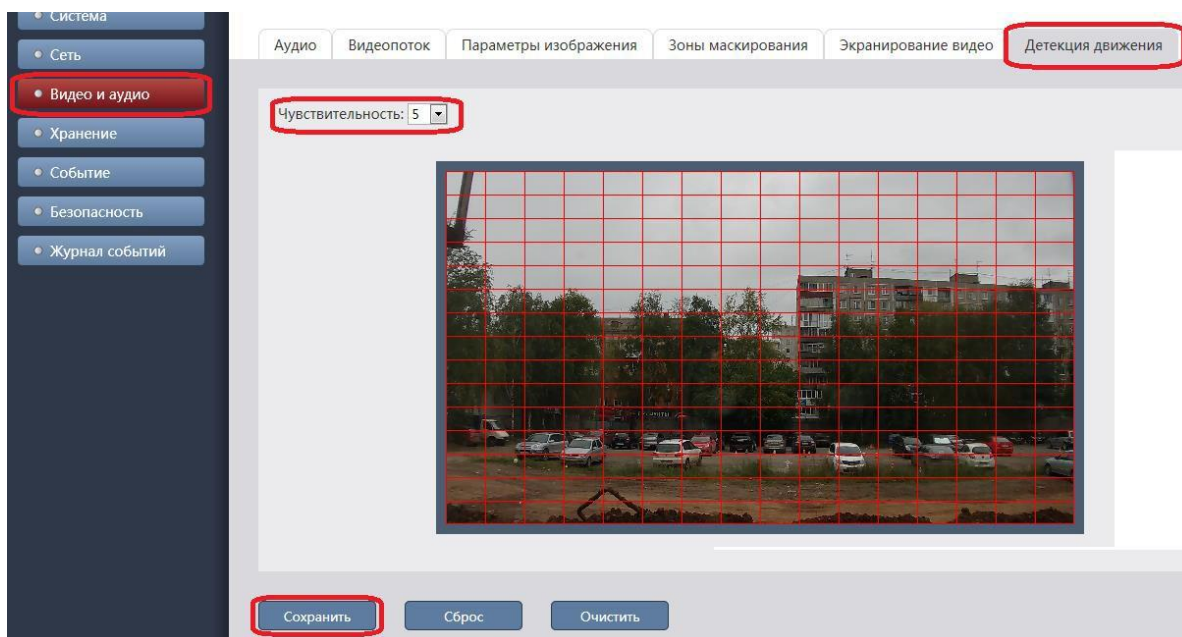 Система
Сеть
Видео и аудио
Хранение
Событие
Безопасность
Журнал событий
Аудио
Видеопоток
Параметры изображения
Зоны маскирования
Экранирование видео
Детекция движения
Чувствительность: 5
Сохранить
Сброс
Очистить